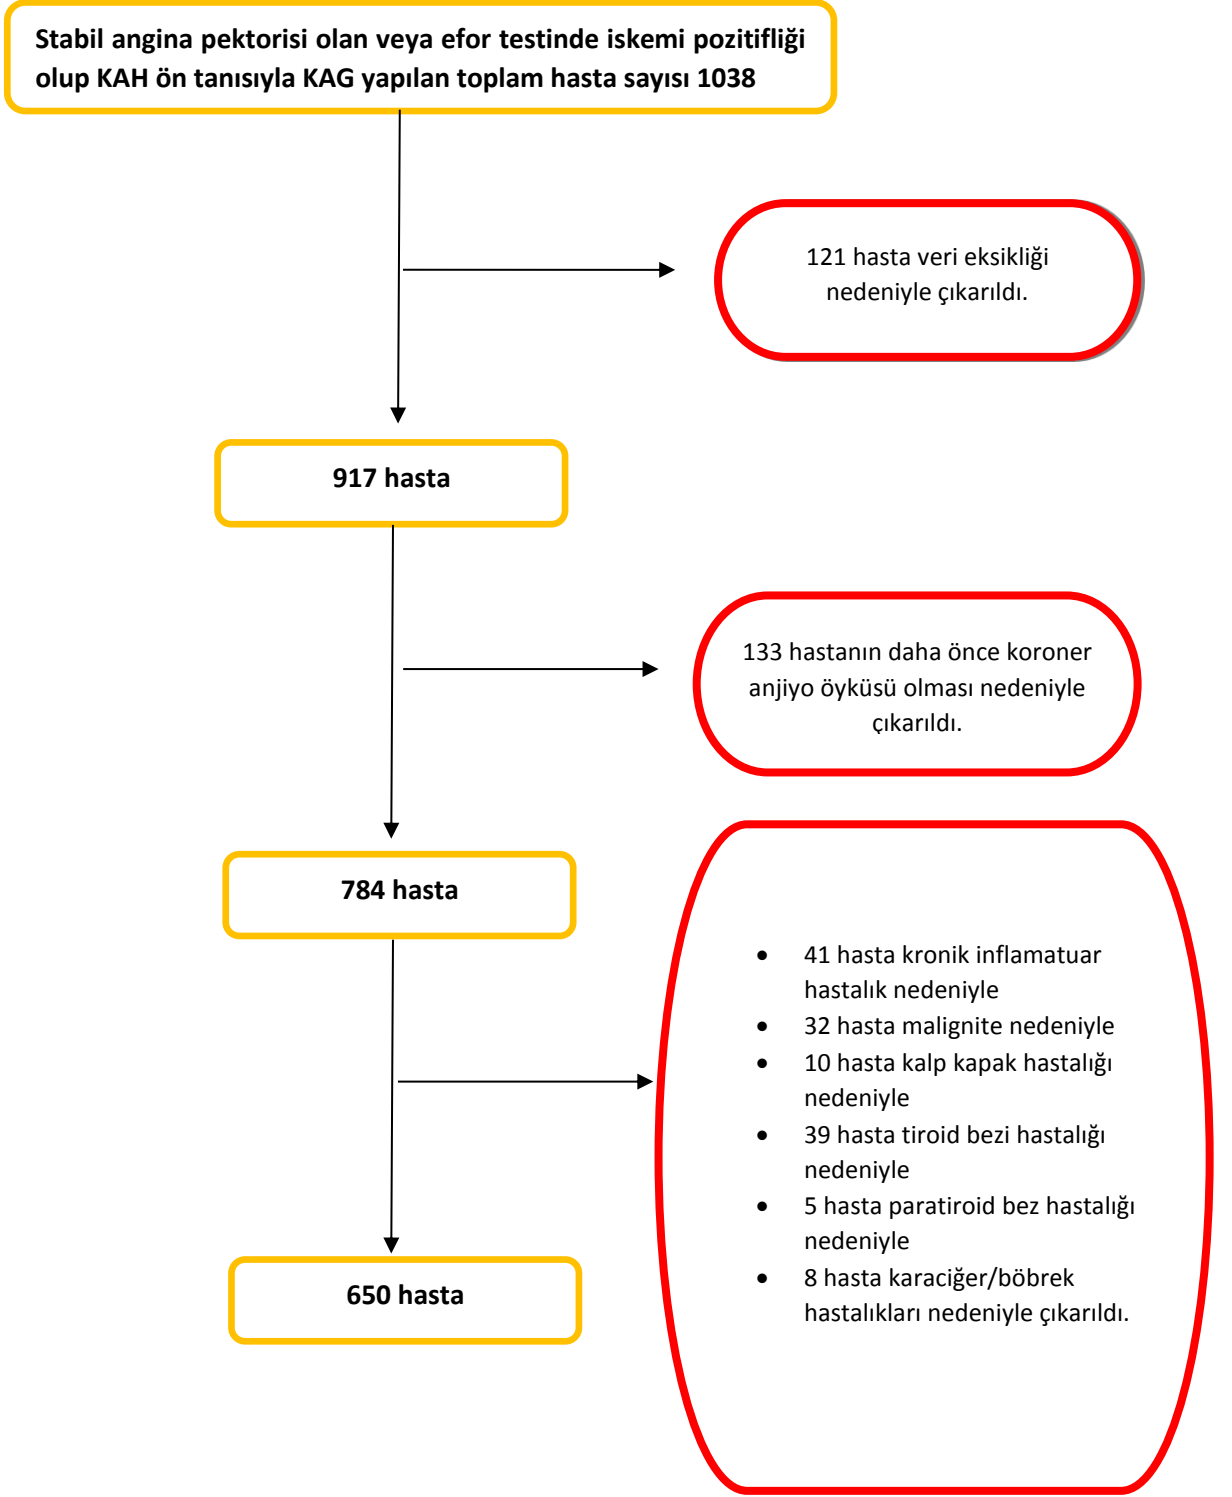 Stabil angina pektorisi olan veya efor testinde iskemi pozitifliği
olup KAH ön tanısıyla KAG yapılan toplam hasta sayısı 1038
121 hasta veri eksikliği
nedeniyle çıkarıldı.
917 hasta
133 hastanın daha önce koroner
anjiyo öyküsü olması nedeniyle
çıkarıldı.
784 hasta
• 41 hasta kronik inflamatuar
hastalık nedeniyle
• 32 hasta malignite nedeniyle
• 10 hasta kalp kapak hastalığı
nedeniyle
• 39 hasta tiroid bezi hastalığı
nedeniyle
• 5 hasta paratiroid bez hastalığı
nedeniyle
• 8 hasta karaciğer/böbrek
hastalıkları nedeniyle çıkarıldı.
650 hasta